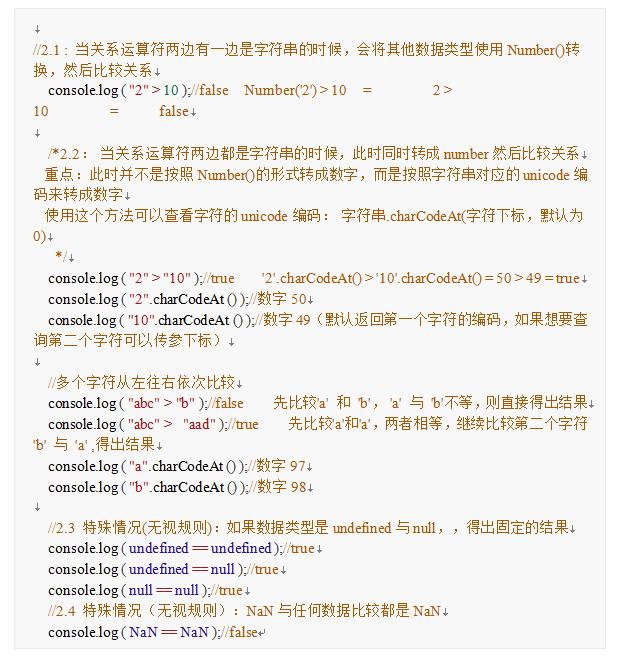 //2.1 : 当关系运算符两边有一边是字符串的时候，会将其他数据类型使用 Number()转
换，然后比较关系
console.log ( "2" > 10 );//false Number('2') > 10 = 2 >
10 = false
/*2.2 : 当关系运算符两边都是字符串的时候，此时同时转成 number 然后比较关系
重点：此时并不是按照 Number()的形式转成数字，而是按照字符串对应的 unicode 编
码来转成数字
使用这个方法可以查看字符的 unicode 编码： 字符串.charCodeAt(字符下标，默认为
0)
*/
console.log ( "2" > "10" );//true '2'.charCodeAt() > '10'.charCodeAt() = 50 > 49 = true
console.log ( "2".charCodeAt () );//数字 50
console.log ( "10".charCodeAt () );//数字 49（默认返回第一个字符的编码，如果想要查
询第二个字符可以传参下标）
//多个字符从左往右依次比较
console.log ( "abc" > "b" );//false 先比较'a' 和 'b'， 'a' 与 'b'不等，则直接得出结果
console.log ( "abc" > "aad" );//true 先比较'a'和'a'，两者相等，继续比较第二个字符
'b' 与 'a' ,得出结果
console.log ( "a".charCodeAt () );//数字 97
console.log ( "b".charCodeAt () );//数字 98
//2.3 特殊情况(无视规则)：如果数据类型是 undefined 与 null，，得出固定的结果
console.log ( undefined == undefined );//true
console.log ( undefined == null );//true
console.log ( null == null );//true
//2.4 特殊情况（无视规则）：NaN 与任何数据比较都是 NaN
console.log ( NaN == NaN );//false